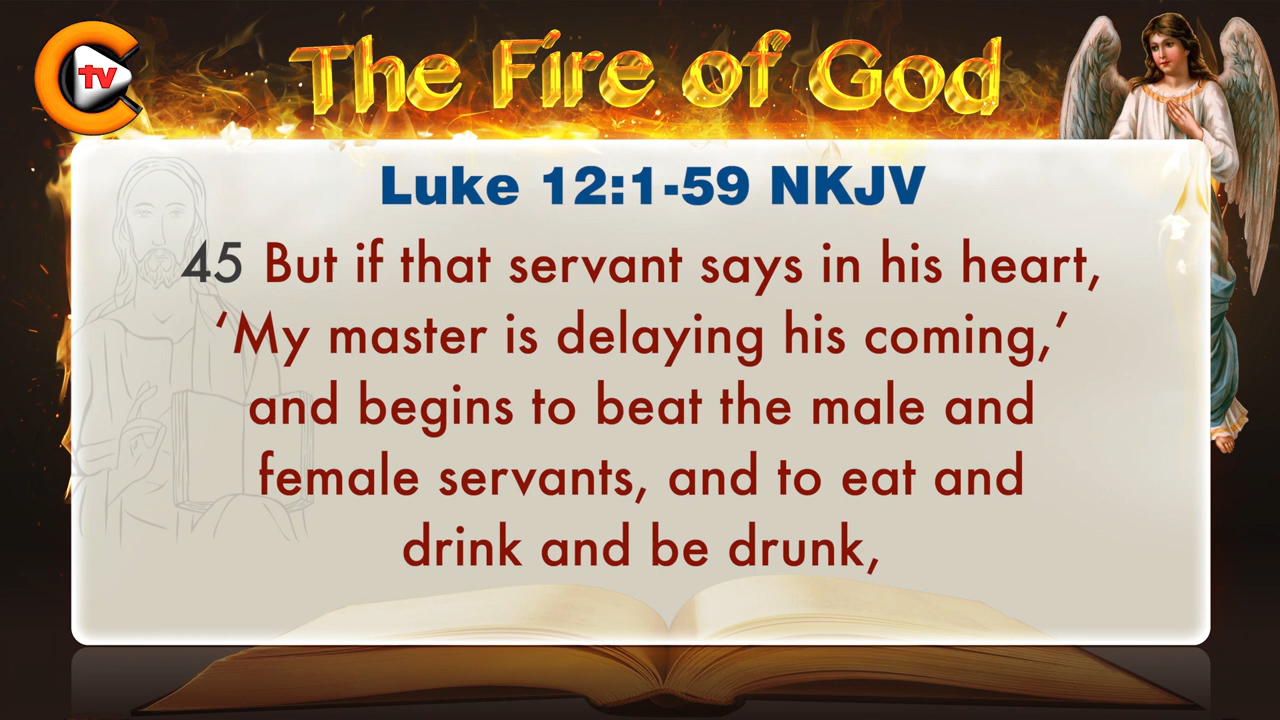 tv
The Fire of God
Luke 12:1-59 NKJV
45 But if that servant says in his heart,
‘My master is delaying his coming,’
and begins to beat the male and
female servants, and to eat and
drink and be drunk,